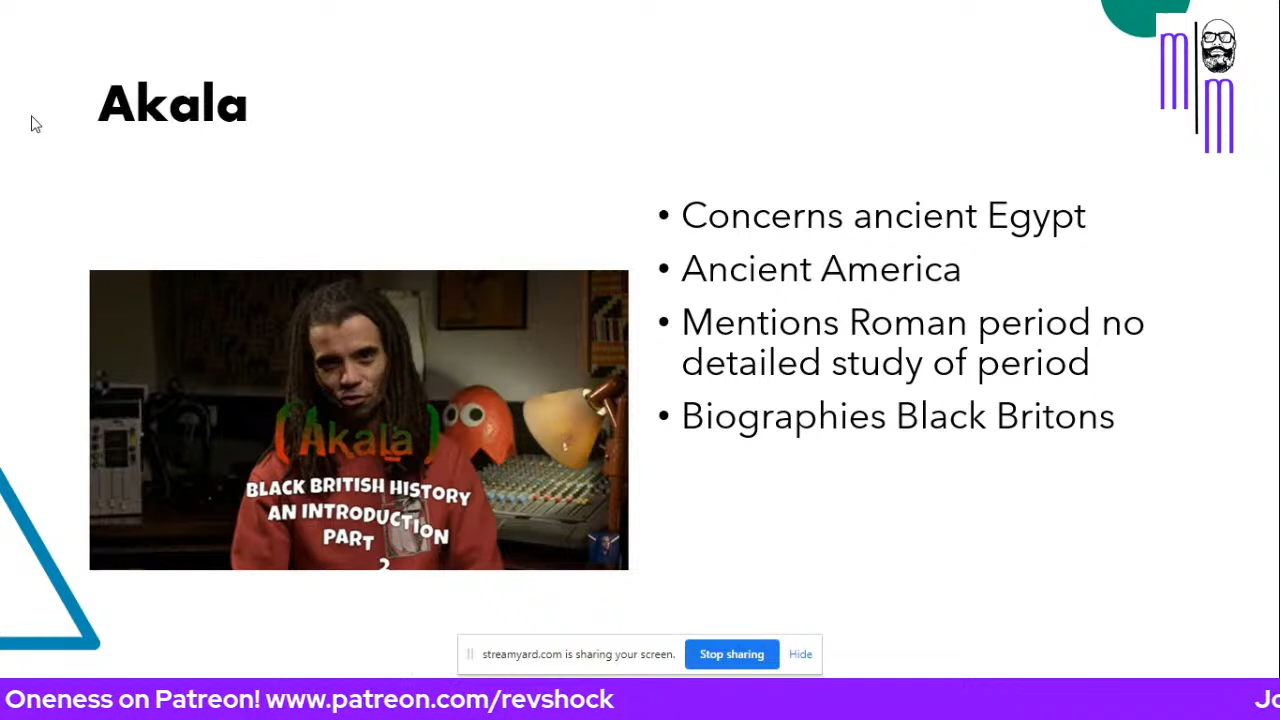 Akala
• Concerns ancient Egypt
• Ancient America
• Mentions Roman period no
detailed study of period
• Biographies Black Britons
(Akala)
BLACK BRITISH HISTORY
AN INTRODUCTION
PART
2
streamyard.com is sharing your screen.
Stop sharing
Hide
Oneness on Patreon! www.patreon.com/revshock
Jo